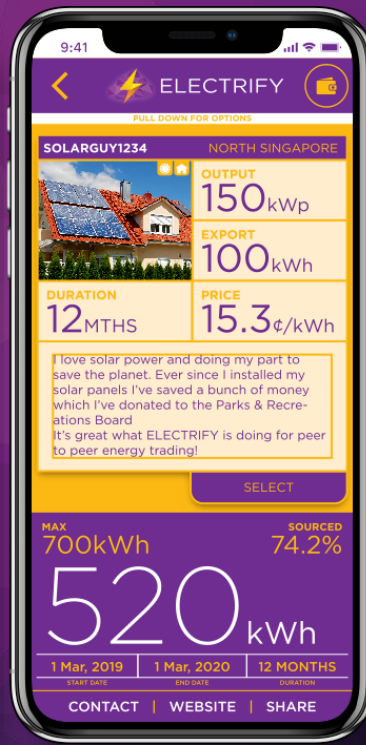 9:41
ELECTRIFY
PULL DOWN FOR OPTIONS
SOLARGUY1234 NORTH SINGAPORE
OUTPUT
150kWp
EXPORT
100kWh
DURATION
12MTHS
PRICE
15.3¢/kWh
I love solar power and doing my part to
save the planet. Ever since I installed my
solar panels I've saved a bunch of money
which I've donated to the Parks & Recre-
ations Board
It's great what ELECTRIFY is doing for peer
to peer energy trading!
SELECT
MAX
700kWh
SOURCED
74.2%
520 kWh
1 Mar, 2019
START DATE
1 Mar, 2020
END DATE
12 MONTHS
DURATION
CONTACT | WEBSITE | SHARE